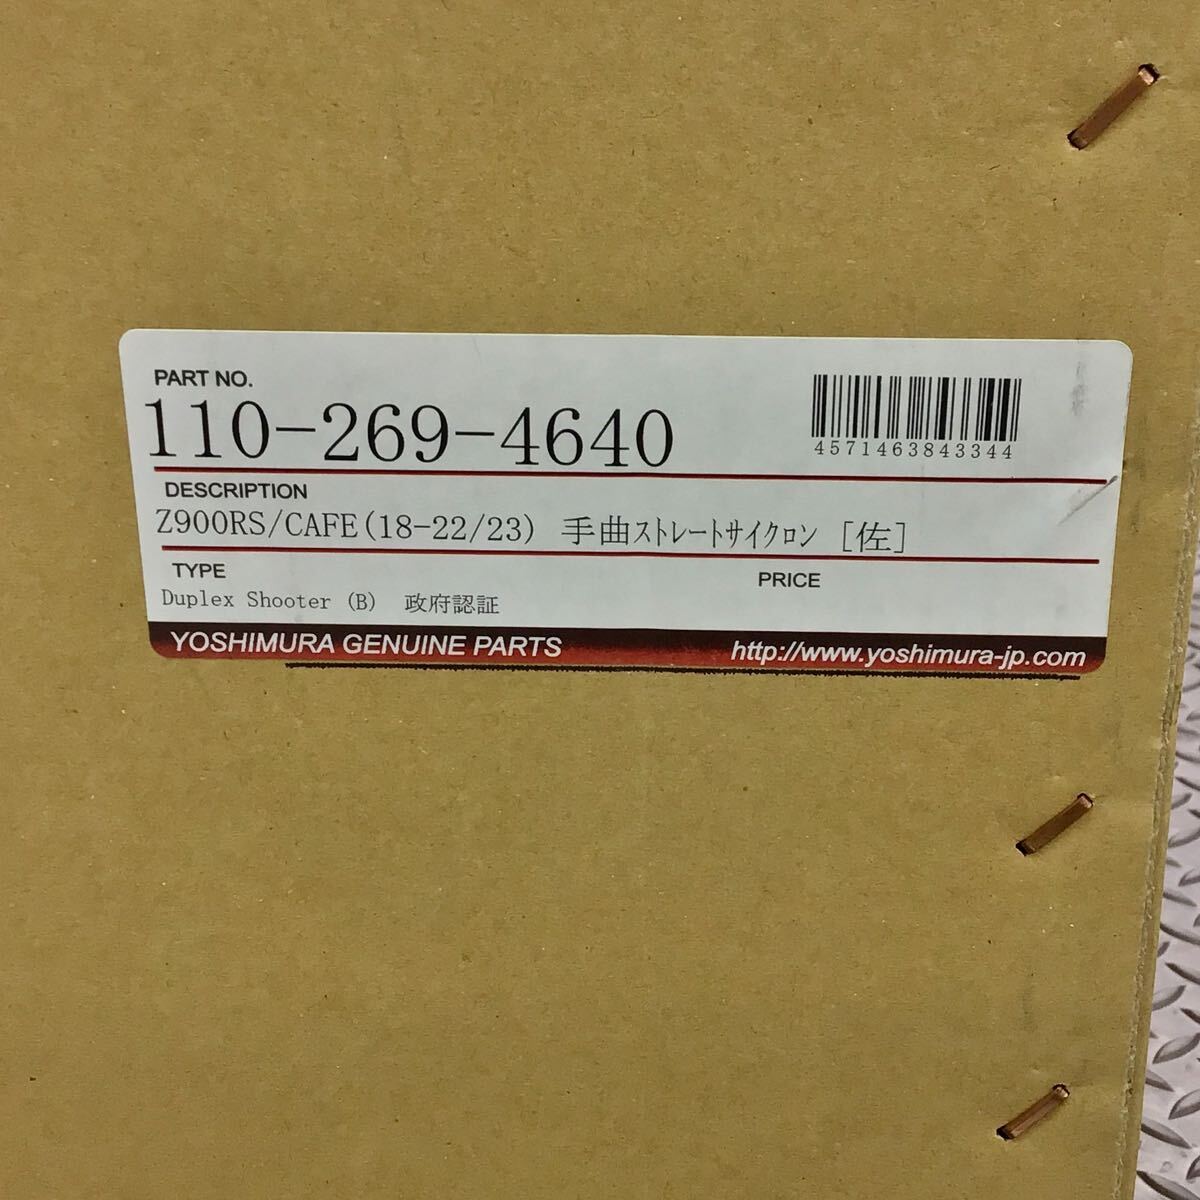 PART NO.
110-269-4640
4571463843344
DESCRIPTION
Z900RS/CAFE(18-22/23) 手曲ｽﾄﾚｰﾄｻｲｸﾛﾝ [佐]
TYPE
PRICE
Duplex Shooter (B) 政府認証
YOSHIMURA GENUINE PARTS
http://www.yoshimura-jp.com